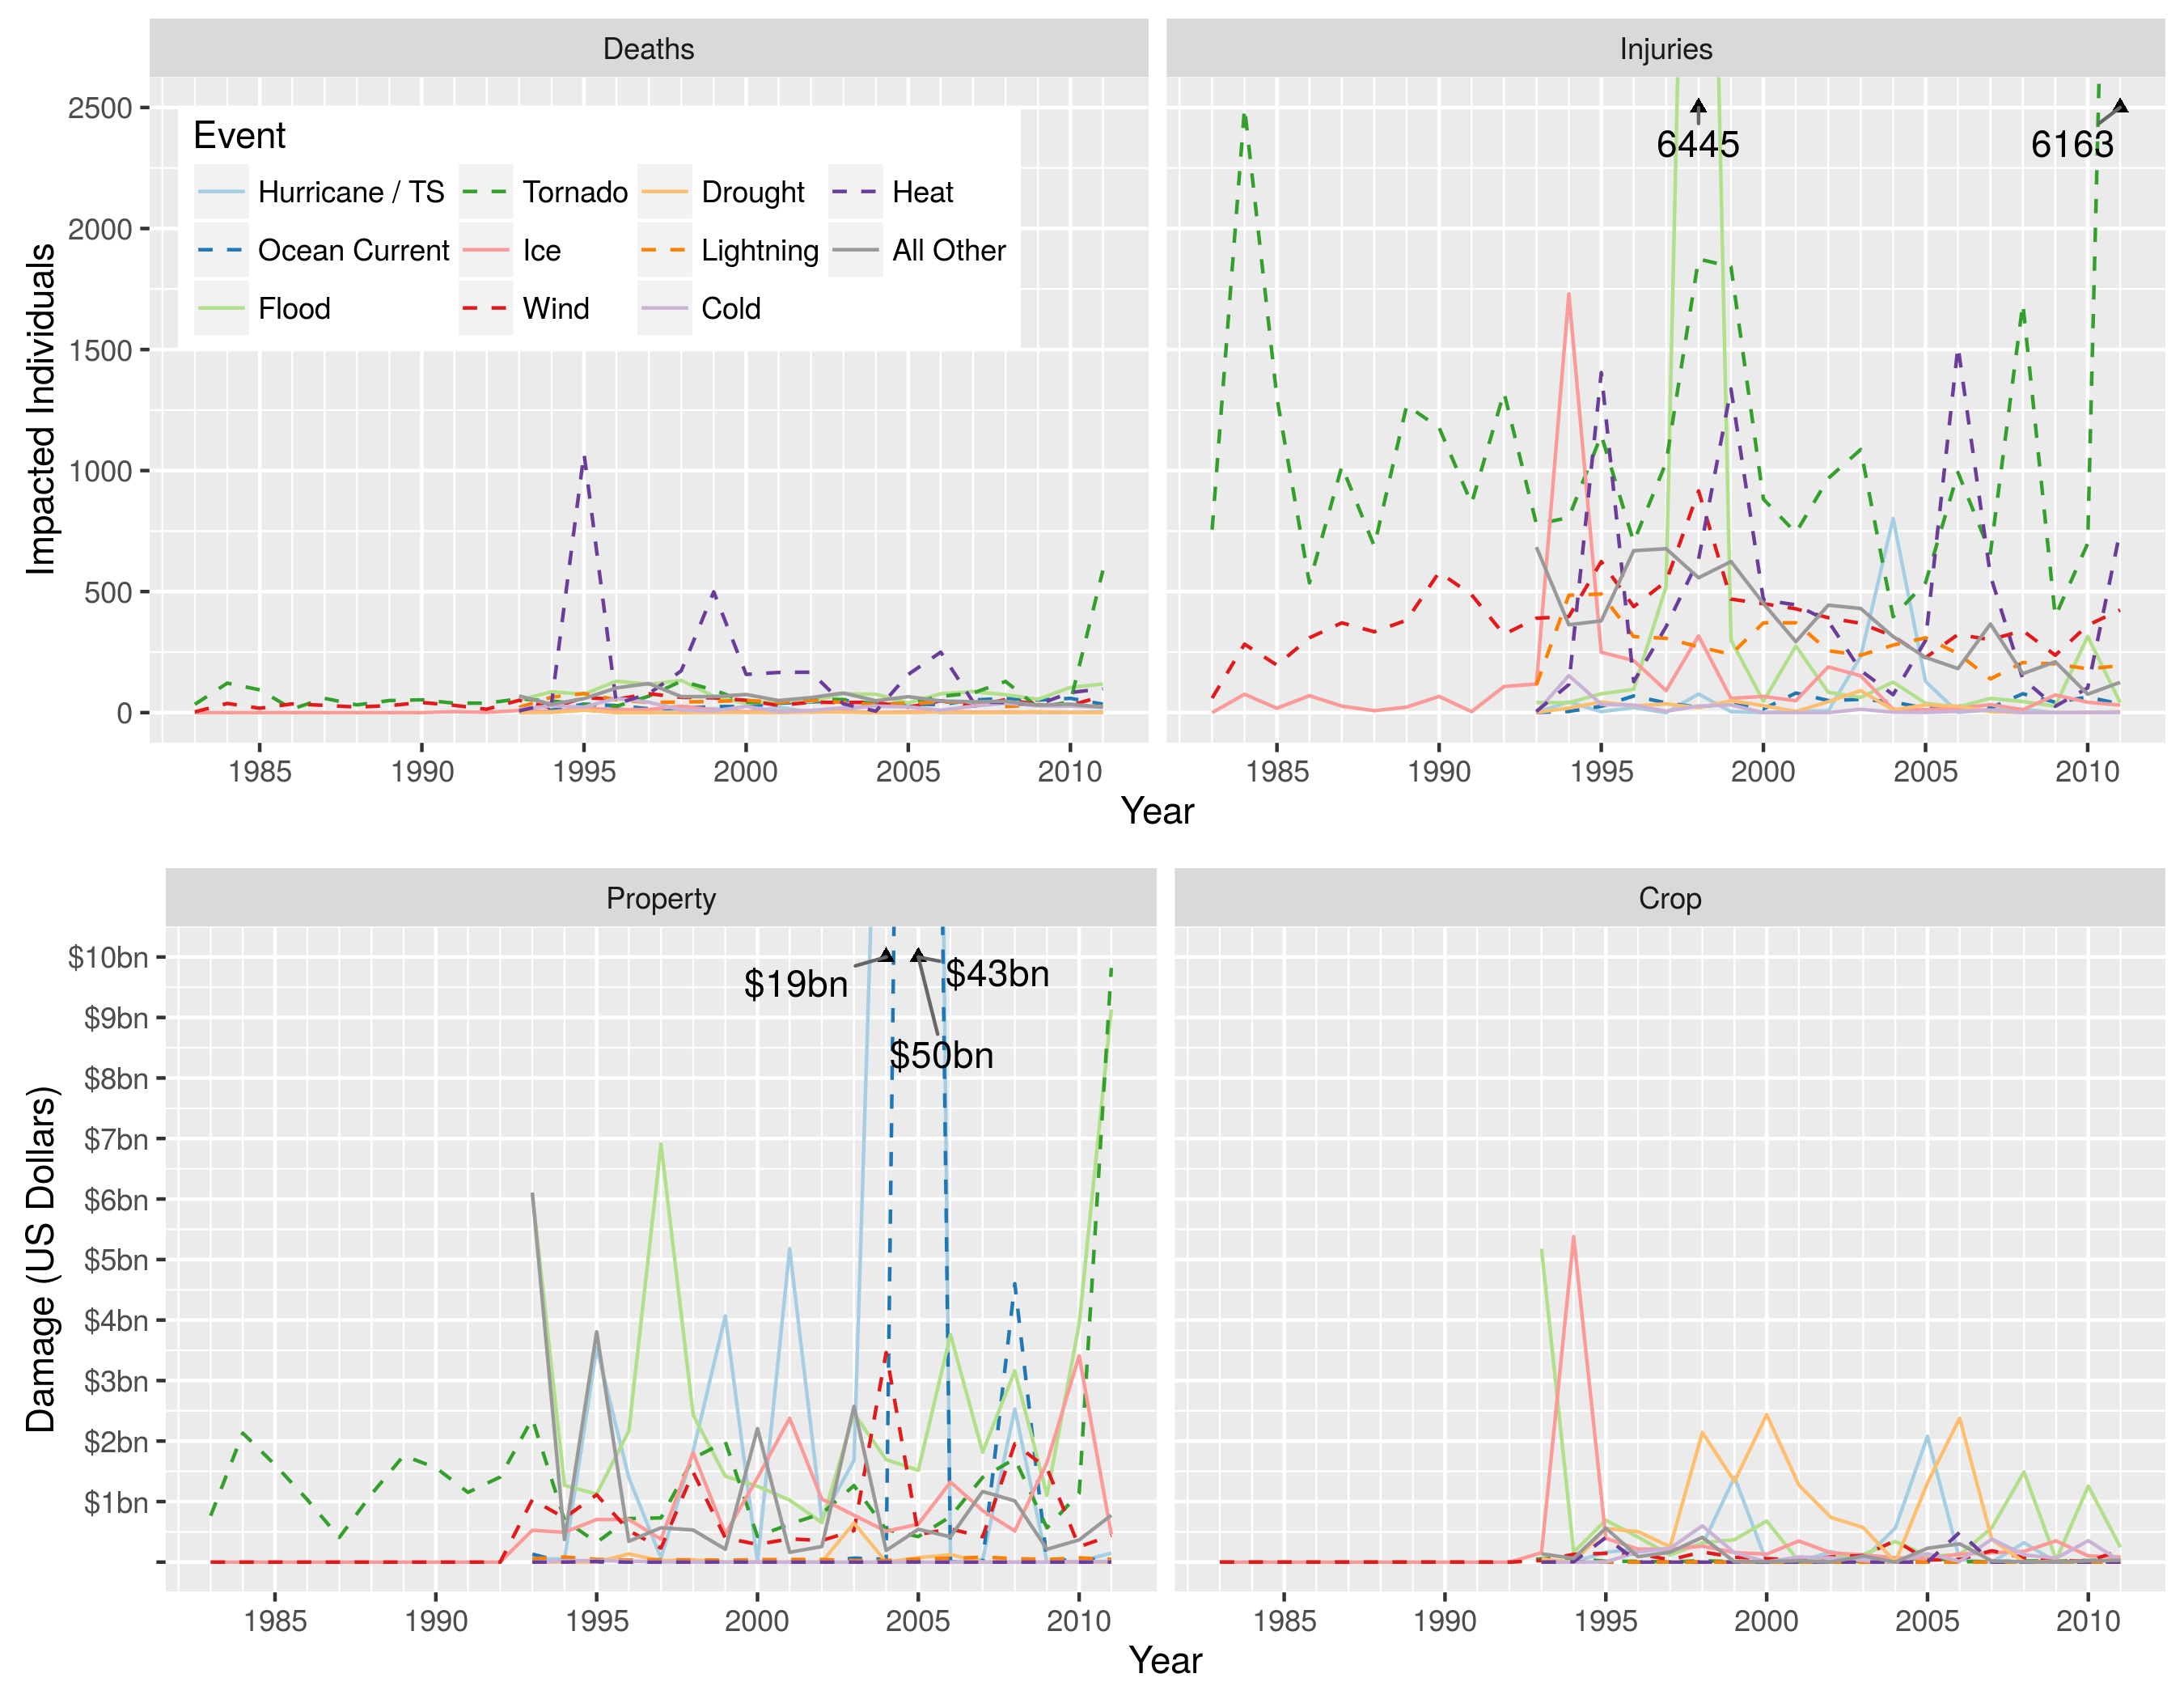 Deaths
Injuries
Impacted Individuals
2500
2000
1500
1000
500
0
Event
Hurricane / TS
Tornado
Drought
Heat
Ocean Current
Ice
Lightning
All Other
Flood
Wind
Cold
6445
6163
1985
1990
1995
2000
2005
2010
1985
1990
1995
2000
2005
2010
Year
Property
Crop
Damage (US Dollars)
$10bn
$9bn
$8bn
$7bn
$6bn
$5bn
$4bn
$3bn
$2bn
$1bn
$19bn
$43bn
$50bn
1985
1990
1995
2000
2005
2010
1985
1990
1995
2000
2005
2010
Year